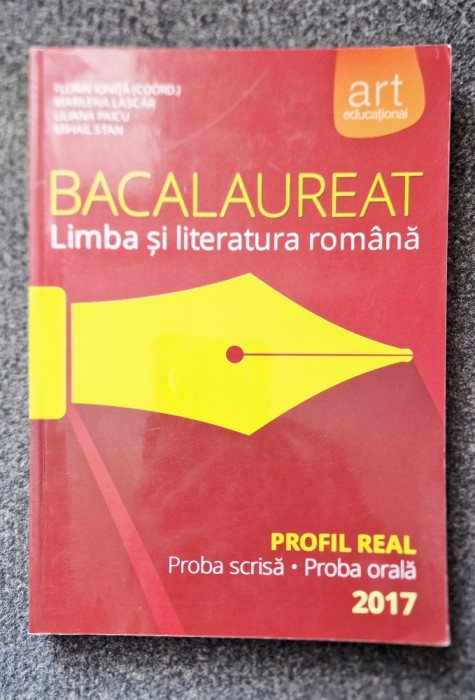 FLORIN IONIȚĂ (COORD.)
MARILENA LASCĂR
LILIANA PAICU
MIHAIL STAN
art
educațional
BACALAUREAT
Limba și literatura română
PROFIL REAL
Proba scrisă • Proba orală
2017